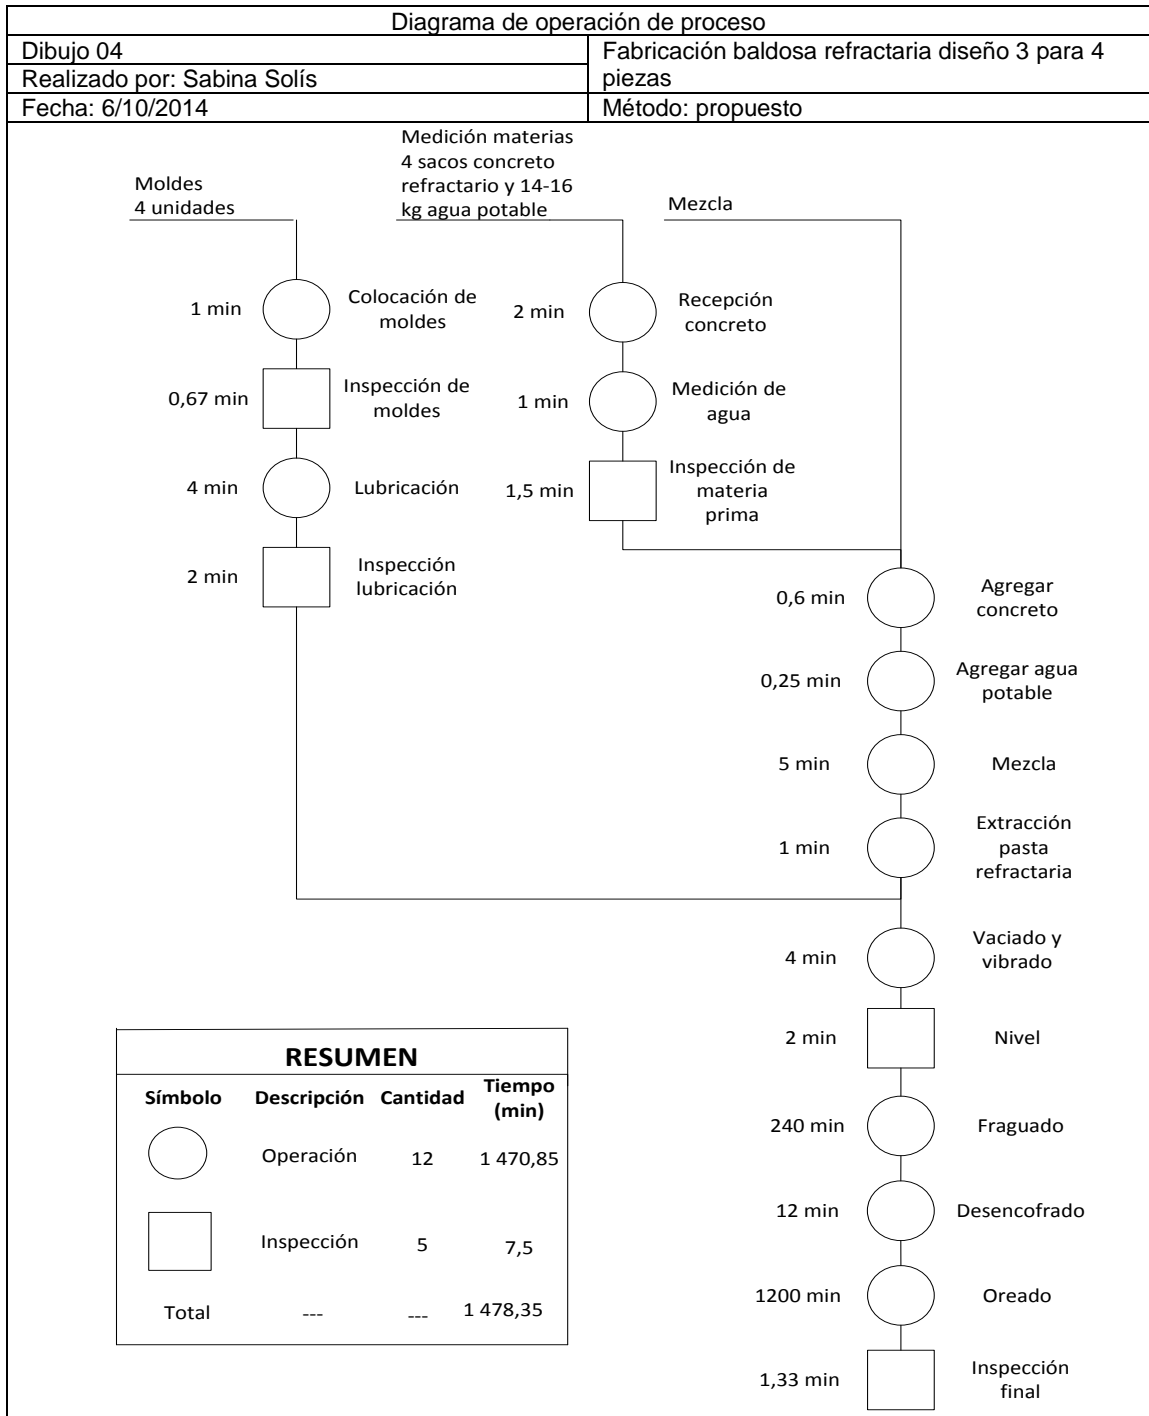 Diagrama de operación de proceso
Dibujo 04
Realizado por: Sabina Solís
Fecha: 6/10/2014
Fabricación baldosa refractaria diseño 3 para 4
piezas
Método: propuesto
Moldes
4 unidades
Medición materias
4 sacos concreto
refractario y 14-16
kg agua potable
Mezcla
1 min
Colocación de
moldes
0,67 min
Inspección de
moldes
4 min
Lubricación
2 min
Inspección
lubricación
2 min
Recepción
concreto
1 min
Medición de
agua
1,5 min
Inspección de
materia
prima
0,6 min
Agregar
concreto
0,25 min
Agregar agua
potable
5 min
Mezcla
1 min
Extracción
pasta
refractaria
4 min
Vaciado y
vibrado
2 min
Nivel
240 min
Fraguado
12 min
Desencofrado
1200 min
Oreado
1,33 min
Inspección
final
RESUMEN
Símbolo Descripción Cantidad Tiempo
(min)
Operación 12 1 470,85
Inspección 5 7,5
Total --- --- 1 478,35